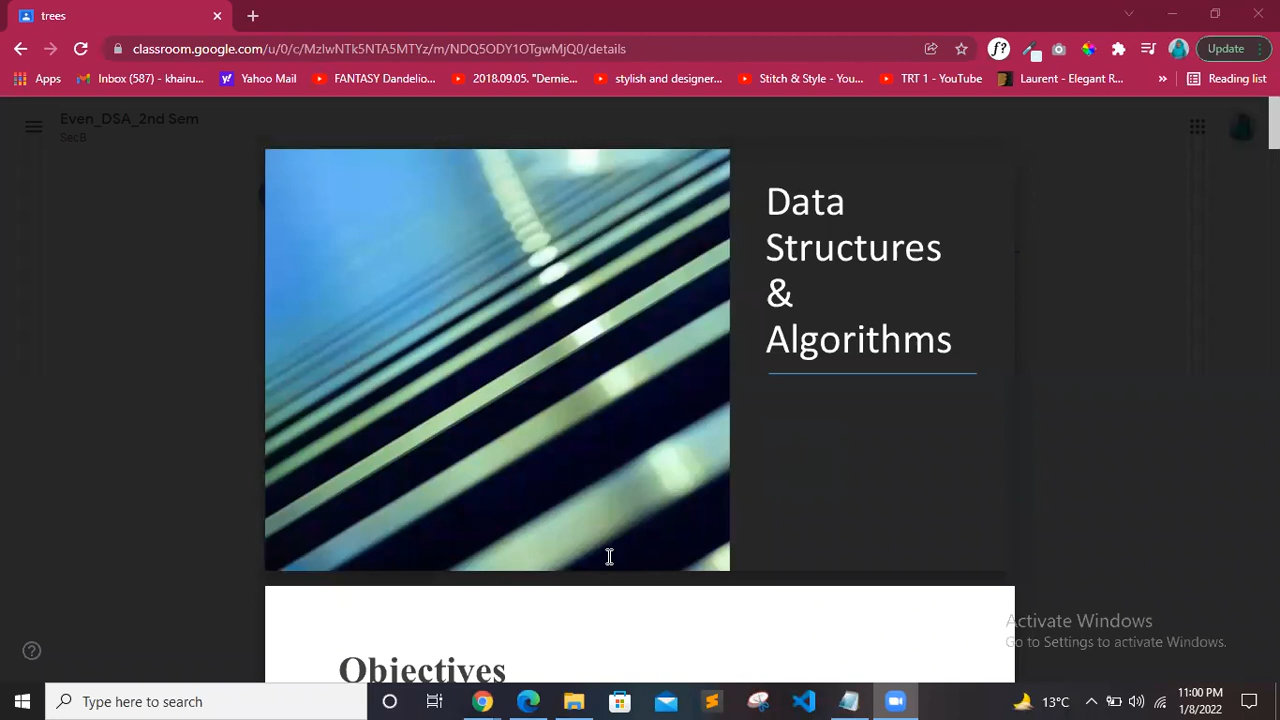 trees
classroom.google.com/u/0/c/MzIwNTk5NTA5MTYz/m/NDQ5ODY1OTgwMjQ0/details
Update
Apps
Inbox (587) - khairu...
Yahoo Mail
FANTASY Dandelio...
2018.09.05. "Dernie...
stylish and designer...
Stitch & Style - You...
TRT 1 - YouTube
Laurent - Elegant R...
Reading list
Even_DSA_2nd Sem
SecB
Data
Structures
&
Algorithms
Objectives
Activate Windows
Go to Settings to activate Windows.
Type here to search
13°C
11:00 PM
1/8/2022